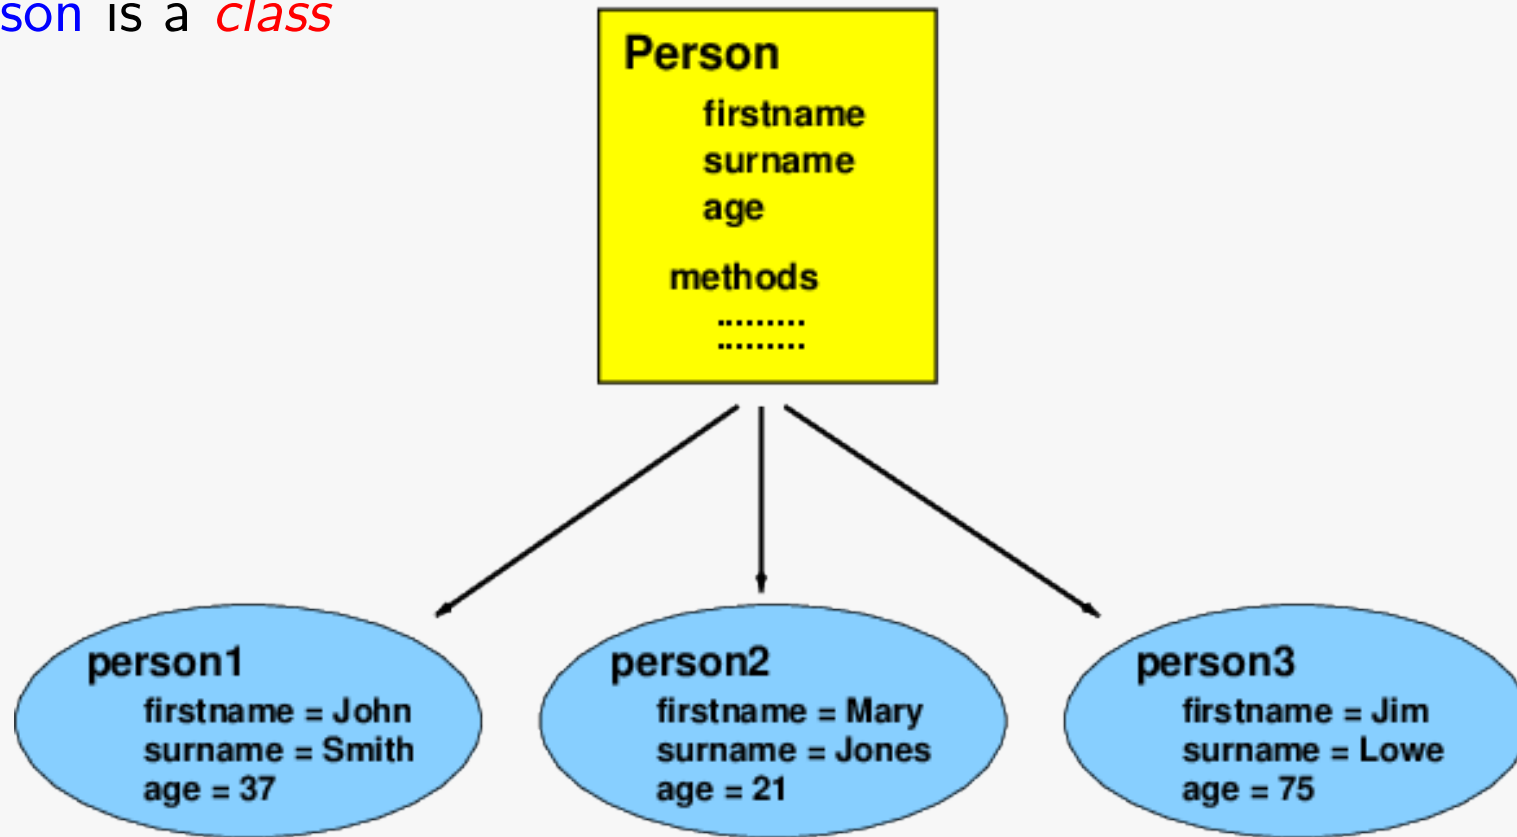 son is a class
Person
firstname
surname
age
methods
.........
.........
person1
firstname = John
surname = Smith
age = 37
person2
firstname = Mary
surname = Jones
age = 21
person3
firstname = Jim
surname = Lowe
age = 75